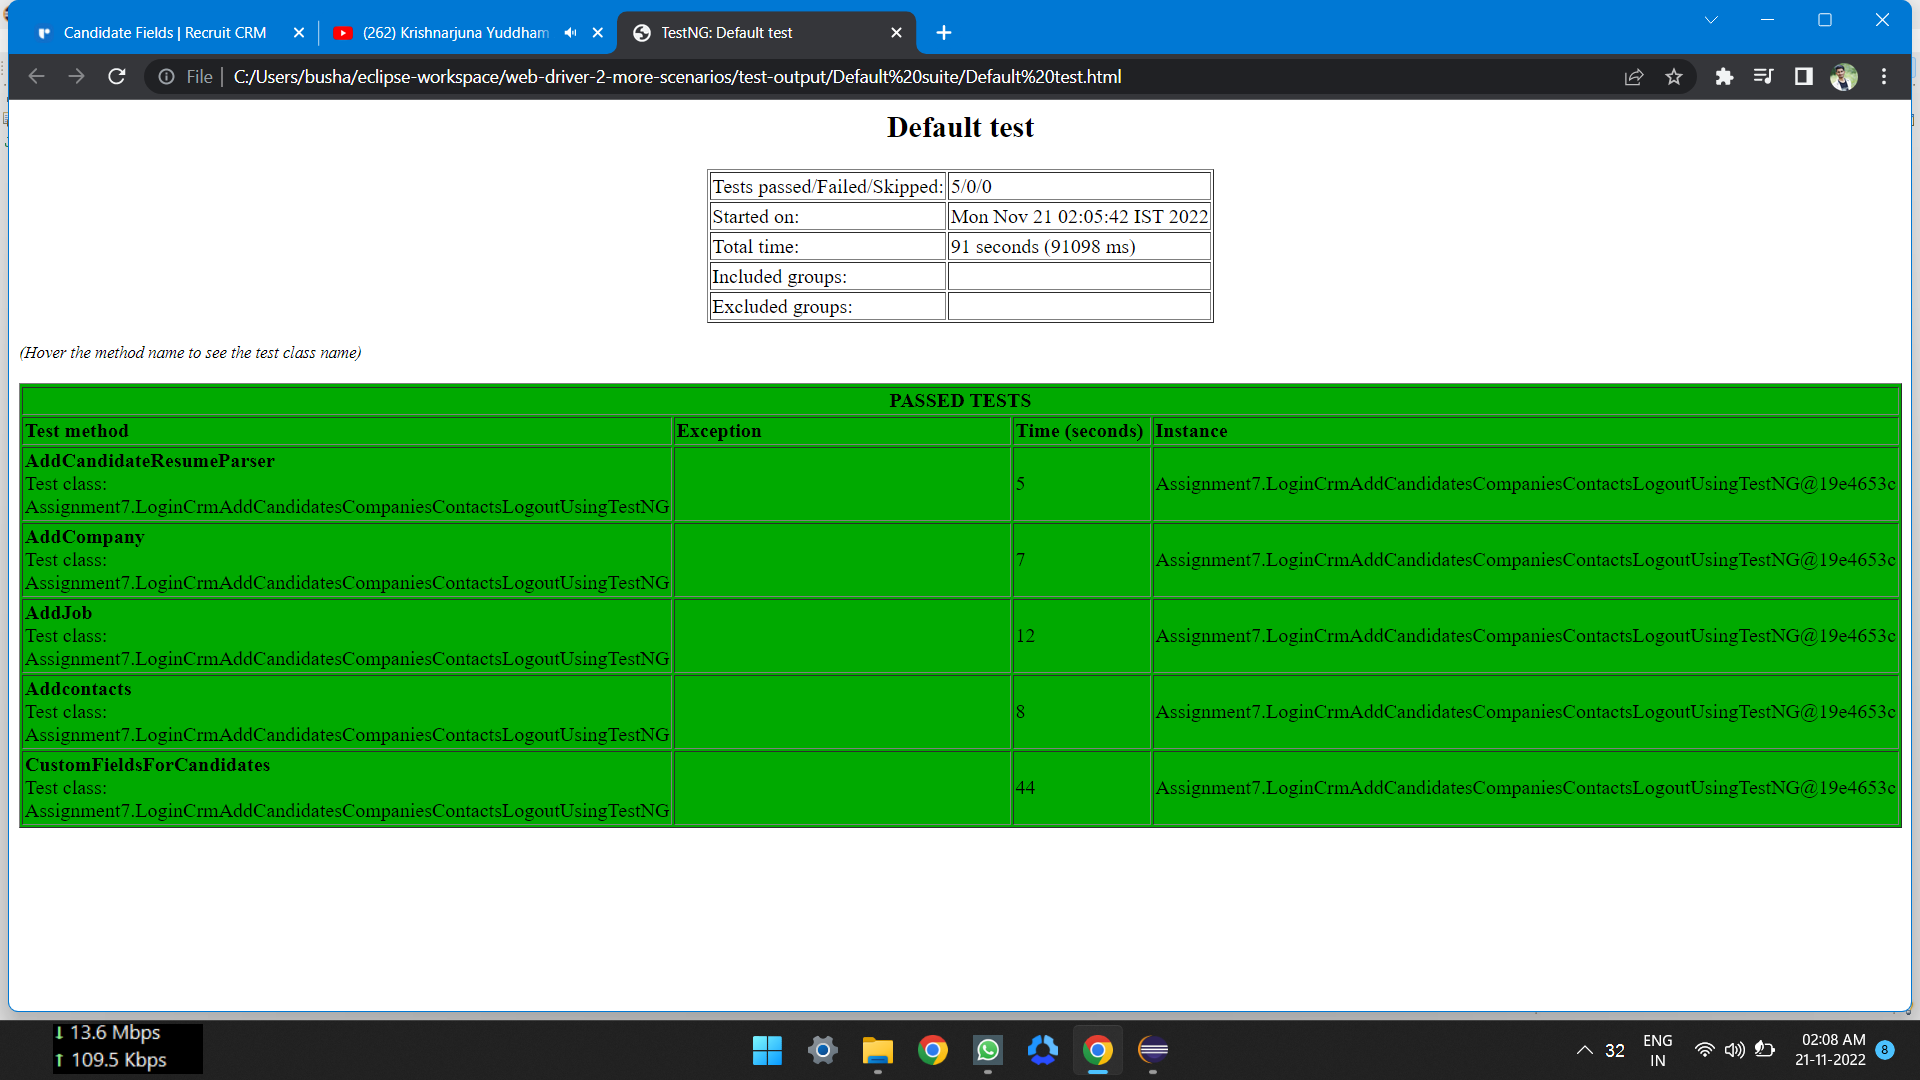 Candidate Fields | Recruit CRM
(262) Krishnarjuna Yuddham
TestNG: Default test
File
C:/Users/busha/eclipse-workspace/web-driver-2-more-scenarios/test-output/Default%20suite/Default%20test.html
Default test
Tests passed/Failed/Skipped: 5/0/0
Started on: Mon Nov 21 02:05:42 IST 2022
Total time: 91 seconds (91098 ms)
Included groups:
Excluded groups:
(Hover the method name to see the test class name)
PASSED TESTS
Test method Exception Time (seconds) Instance
AddCandidateResumeParser
Test class:
Assignment7.LoginCrmAddCandidatesCompaniesContactsLogoutUsingTestNG
5 Assignment7.LoginCrmAddCandidatesCompaniesContactsLogoutUsingTestNG@19e4653c
AddCompany
Test class:
Assignment7.LoginCrmAddCandidatesCompaniesContactsLogoutUsingTestNG
7 Assignment7.LoginCrmAddCandidatesCompaniesContactsLogoutUsingTestNG@19e4653c
AddJob
Test class:
Assignment7.LoginCrmAddCandidatesCompaniesContactsLogoutUsingTestNG
12 Assignment7.LoginCrmAddCandidatesCompaniesContactsLogoutUsingTestNG@19e4653c
Addcontacts
Test class:
Assignment7.LoginCrmAddCandidatesCompaniesContactsLogoutUsingTestNG
8 Assignment7.LoginCrmAddCandidatesCompaniesContactsLogoutUsingTestNG@19e4653c
CustomFieldsForCandidates
Test class:
Assignment7.LoginCrmAddCandidatesCompaniesContactsLogoutUsingTestNG
44 Assignment7.LoginCrmAddCandidatesCompaniesContactsLogoutUsingTestNG@19e4653c
↓ 13.6 Mbps
↑ 109.5 Kbps
32
ENG
IN
02:08 AM
21-11-2022
8